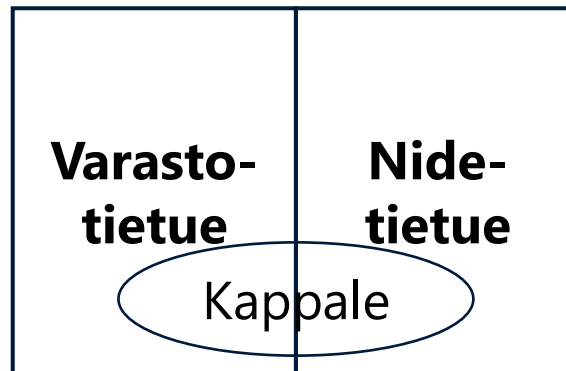 Varasto-
tietue
Nide-
tietue
Kappale